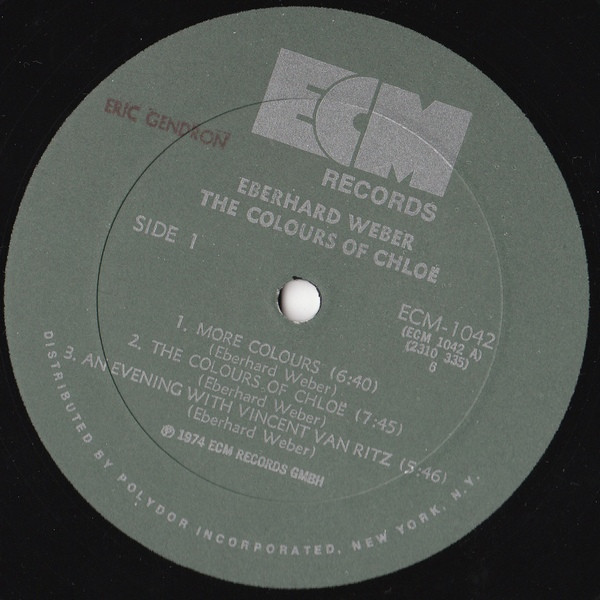 ERIC GENDRON
ECM
RECORDS
EBERHARD WEBER
THE COLOURS OF CHLOË
SIDE 1
ECM-1042
(ECM 1042 A)
(2310 335)
8
1. MORE COLOURS (6:40)
(Eberhard Weber)
2. THE COLOURS OF CHLOË (7:45)
(Eberhard Weber)
3. AN EVENING WITH VINCENT VAN RITZ (5:46)
(Eberhard Weber)
℗ 1974 ECM RECORDS GMBH
DISTRIBUTED BY POLYDOR INCORPORATED, NEW YORK, N.Y.